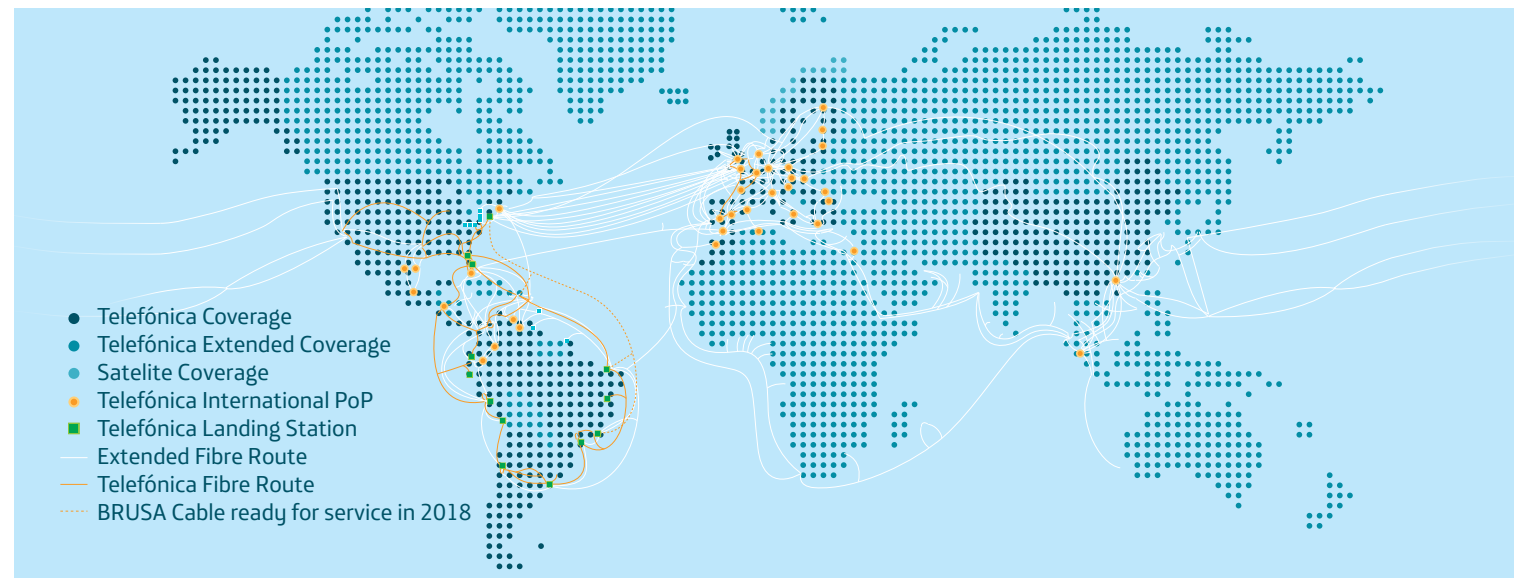 Telefónica Coverage
Telefónica Extended Coverage
Satelite Coverage
Telefónica International PoP
Telefónica Landing Station
Extended Fibre Route
Telefónica Fibre Route
BRUSA Cable ready for service in 2018